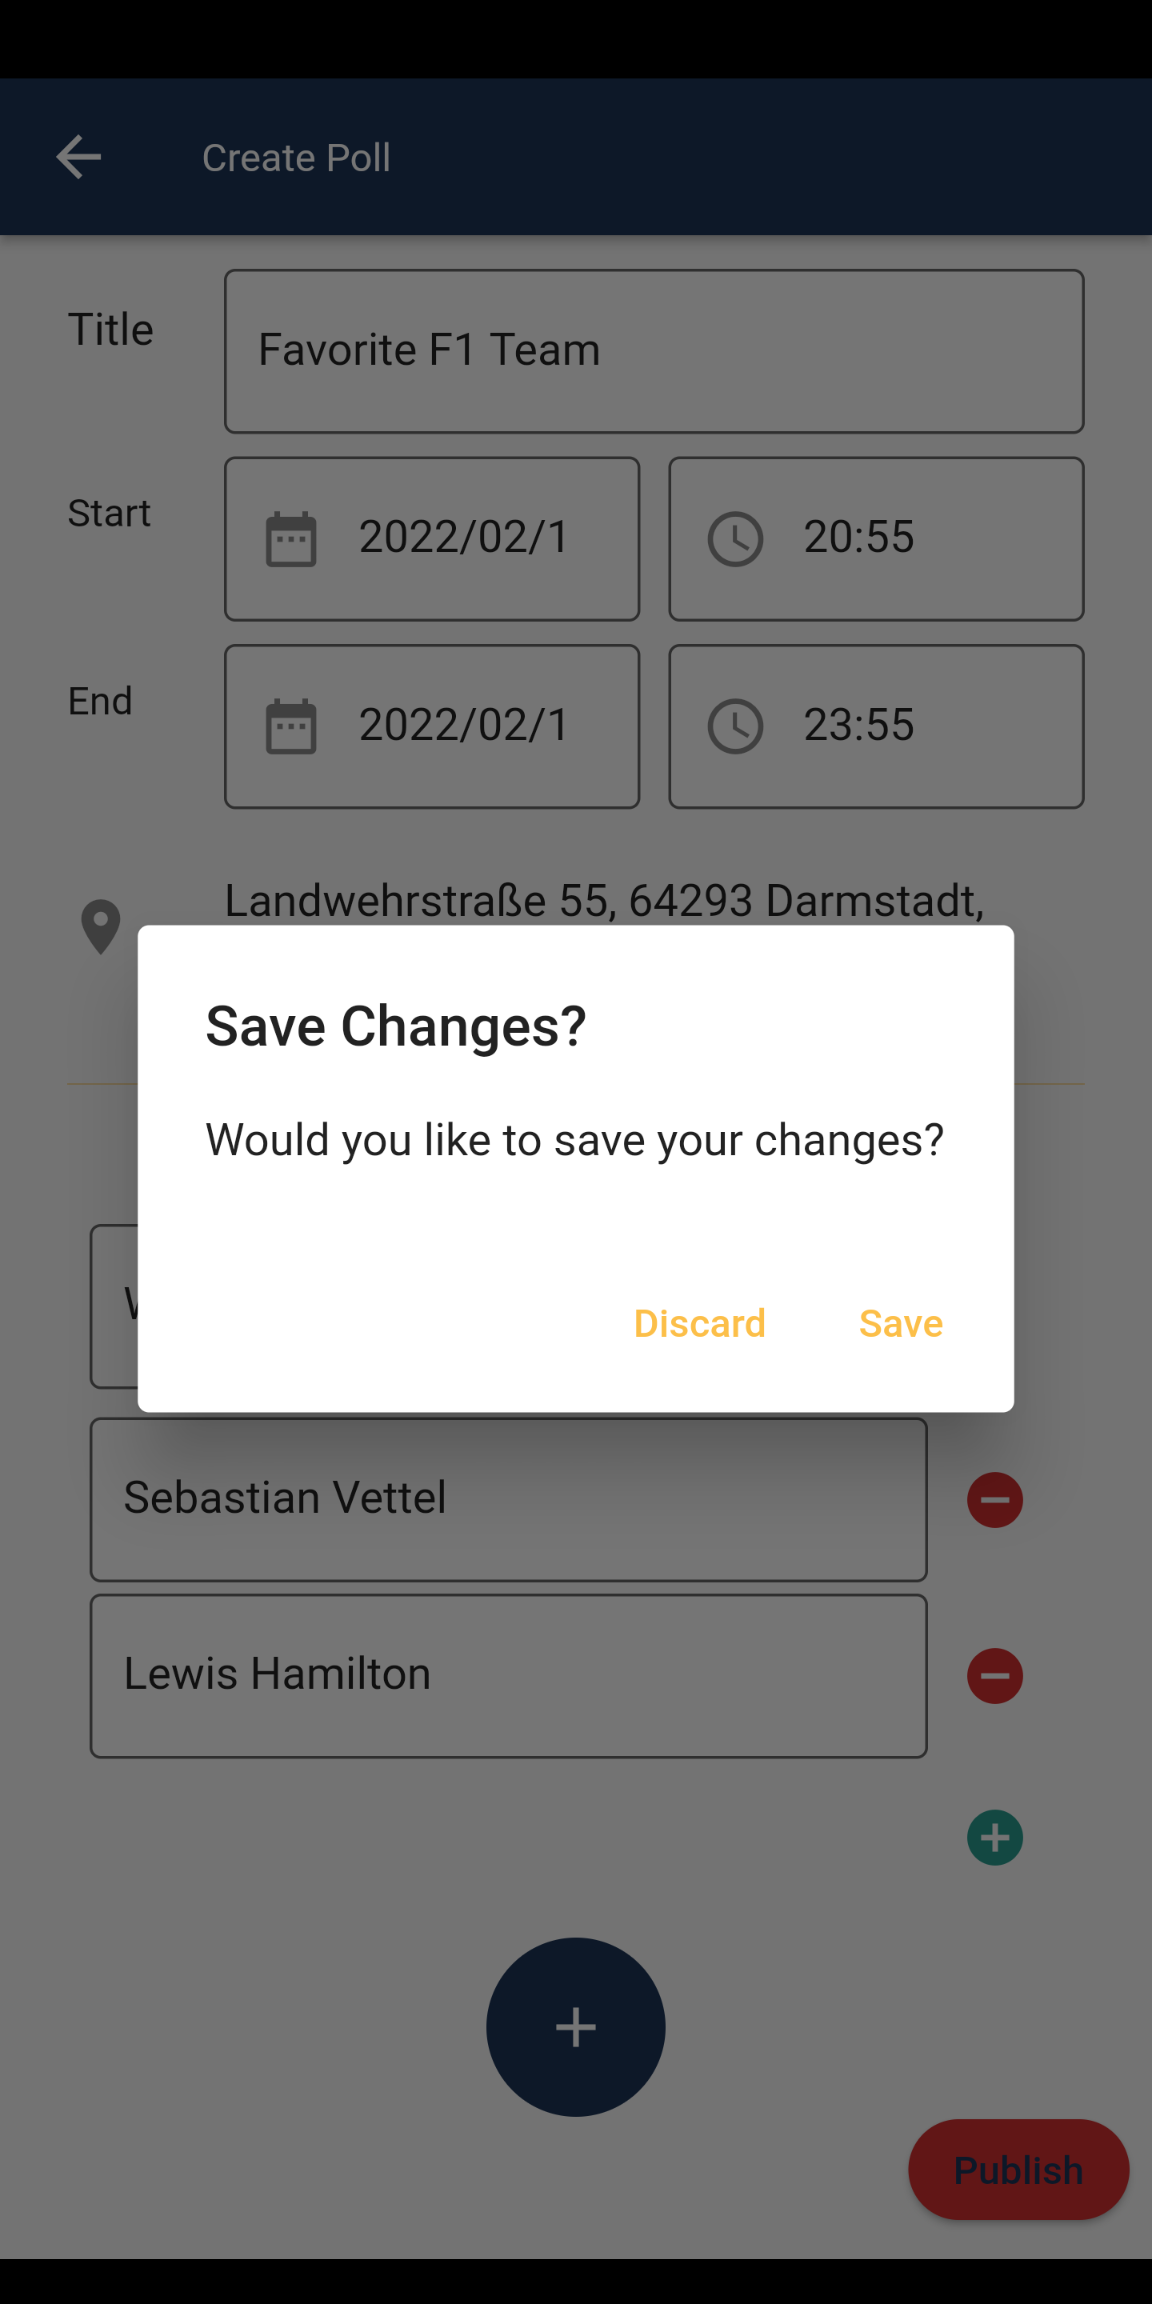 Create Poll
Title
Favorite F1 Team
Start
2022/02/1
20:55
End
2022/02/1
23:55
Landwehrstraße 55, 64293 Darmstadt,
Save Changes?
Would you like to save your changes?
Discard
Save
Sebastian Vettel
Lewis Hamilton
Publish